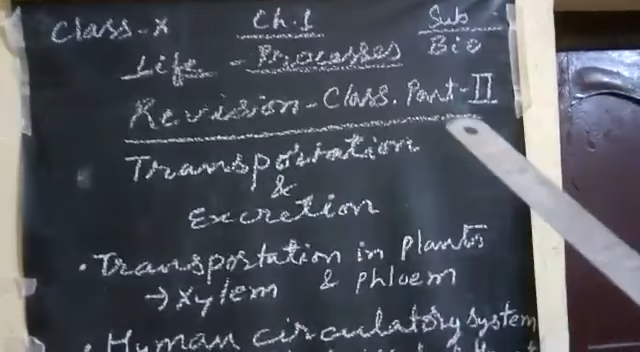 Class-X Ch.1 Sub
Bio
Life - Processes
Revision-Class. Part-II
Transportation
&
Excretion
• Transportation in plants
→ Xylem & phloem
• Human circulatory system